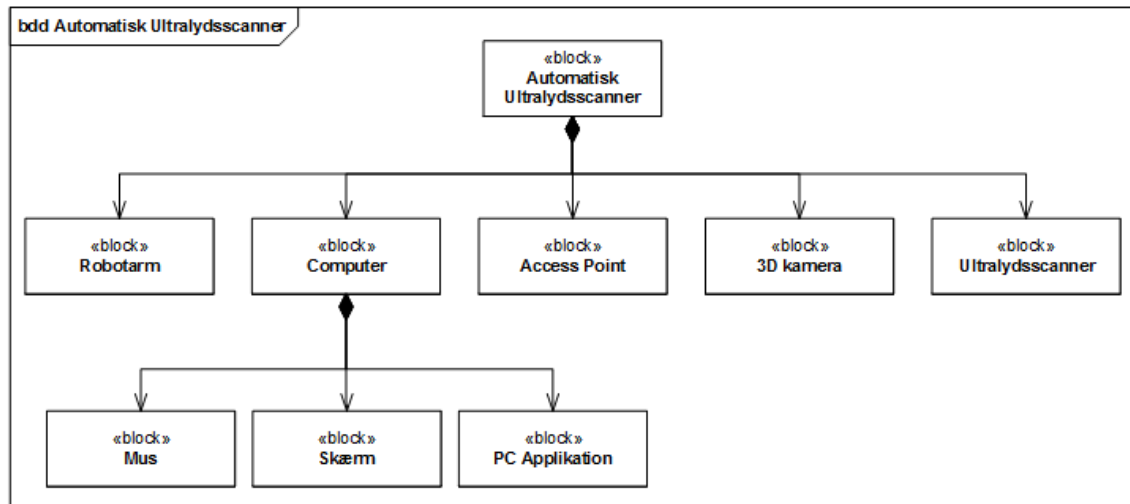 bdd Automatisk Ultralydsscanner
«block»
Automatisk
Ultralydsscanner
«block»
Robotarm
«block»
Computer
«block»
Access Point
«block»
3D kamera
«block»
Ultralydsscanner
«block»
Mus
«block»
Skærm
«block»
PC Applikation